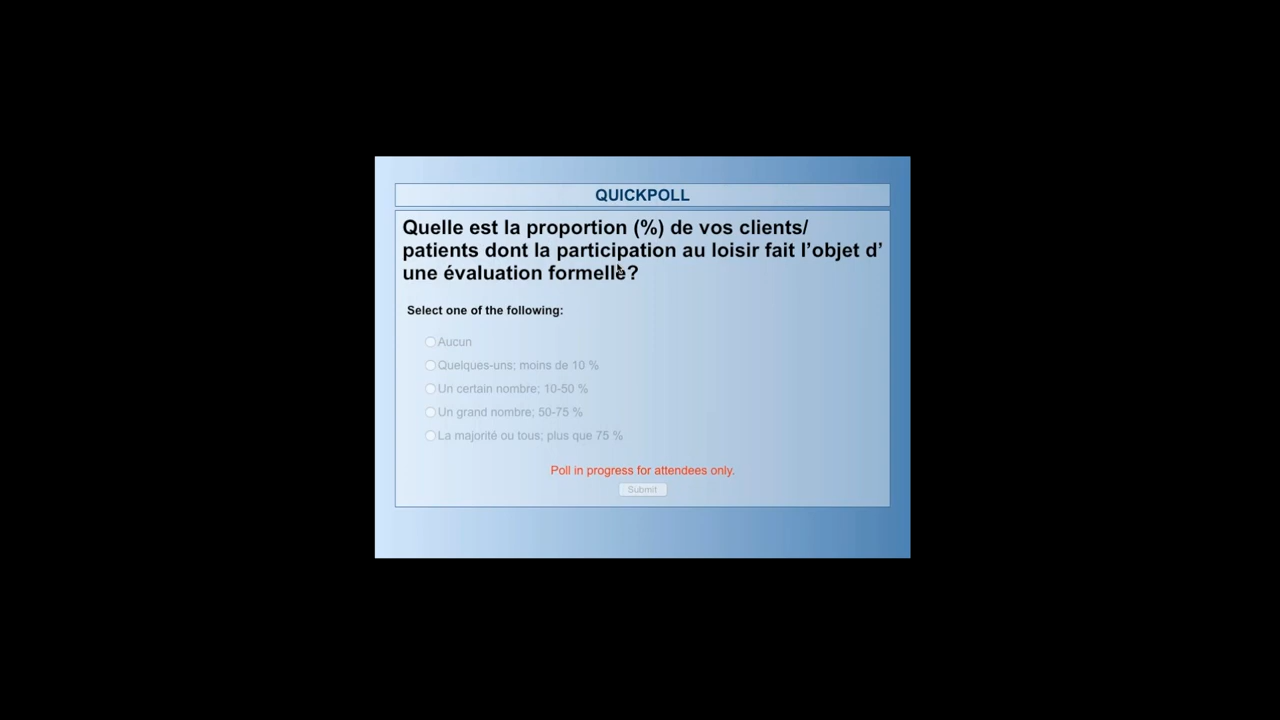 QUICKPOLL
Quelle est la proportion (%) de vos clients/
patients dont la participation au loisir fait l’objet d’
une évaluation formelle?
Select one of the following:
Aucun
Quelques-uns; moins de 10 %
Un certain nombre; 10-50 %
Un grand nombre; 50-75 %
La majorité ou tous; plus que 75 %
Poll in progress for attendees only.
Submit